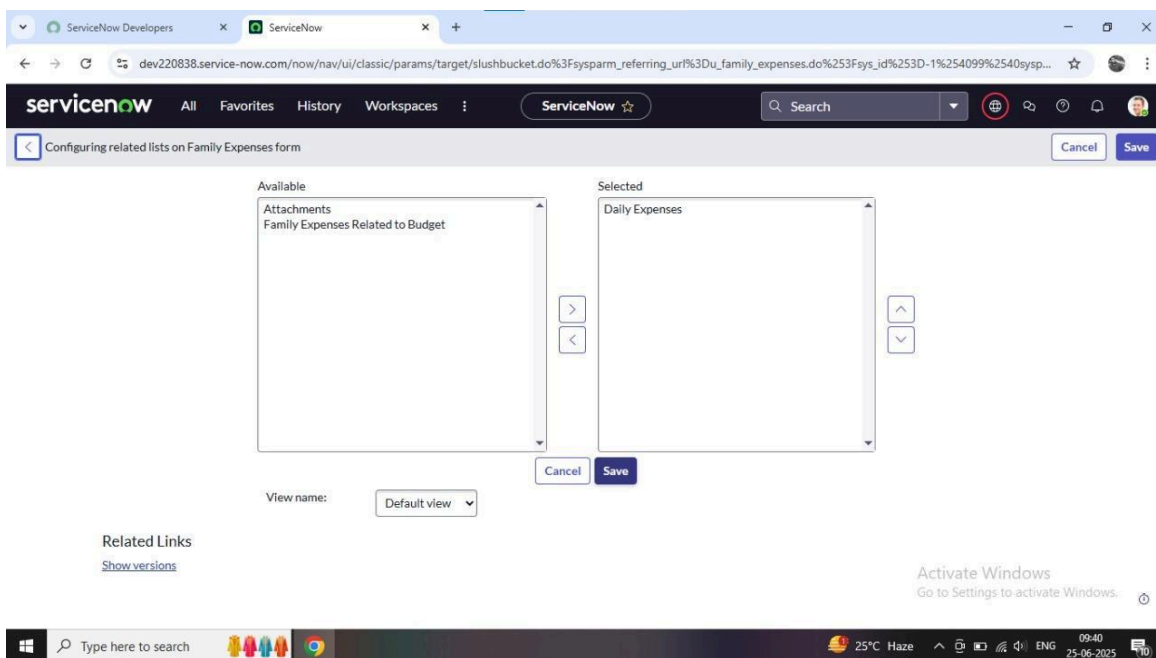 ServiceNow Developers
ServiceNow
dev220838.service-now.com/now/nav/ui/classic/params/target/slushbucket.do%3Fsysparm_referring_url%3Du_family_expenses.do%253Fsys_id%253D-1%254099%2540sysp...
servicenow All Favorites History Workspaces ServiceNow Search
Configuring related lists on Family Expenses form Cancel Save
Available Selected
Attachments Daily Expenses
Family Expenses Related to Budget
Cancel Save
View name: Default view
Related Links
Show versions
Activate Windows
Go to Settings to activate Windows.
Type here to search 25°C Haze ENG 09:40
25-06-2025